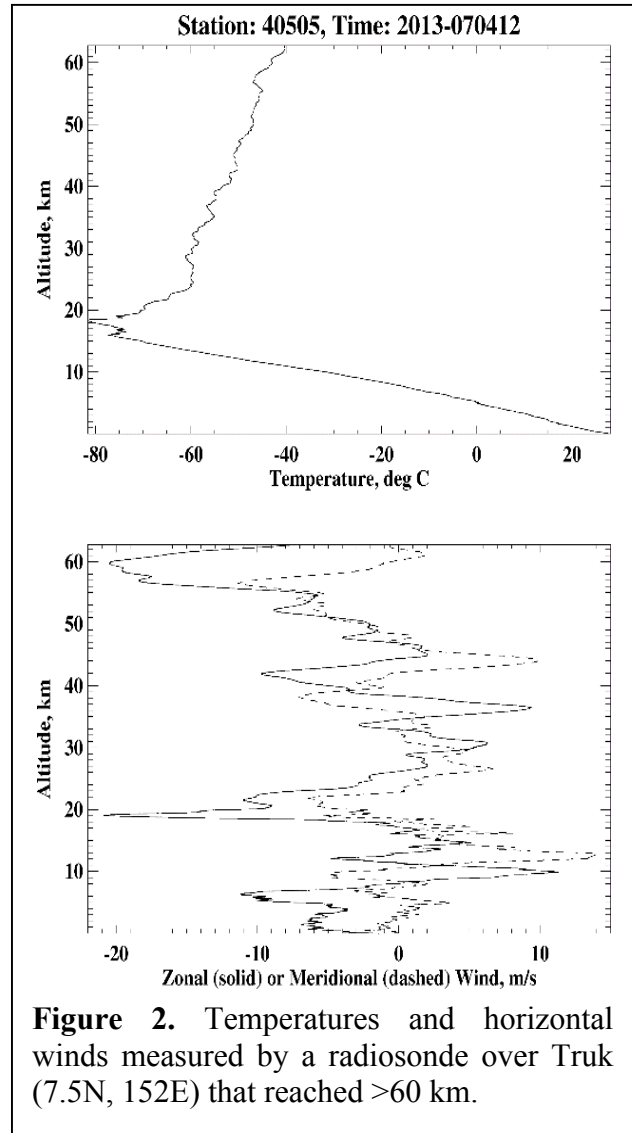 Station: 40505, Time: 2013-070412
60
50
40
30
20
10
Altitude, km
-80 -60 -40 -20 0 20
Temperature, deg C
60
50
40
30
20
10
Altitude, km
-20 -10 0 10
Zonal (solid) or Meridional (dashed) Wind, m/s
Figure 2. Temperatures and horizontal
winds measured by a radiosonde over Truk
(7.5N, 152E) that reached >60 km.